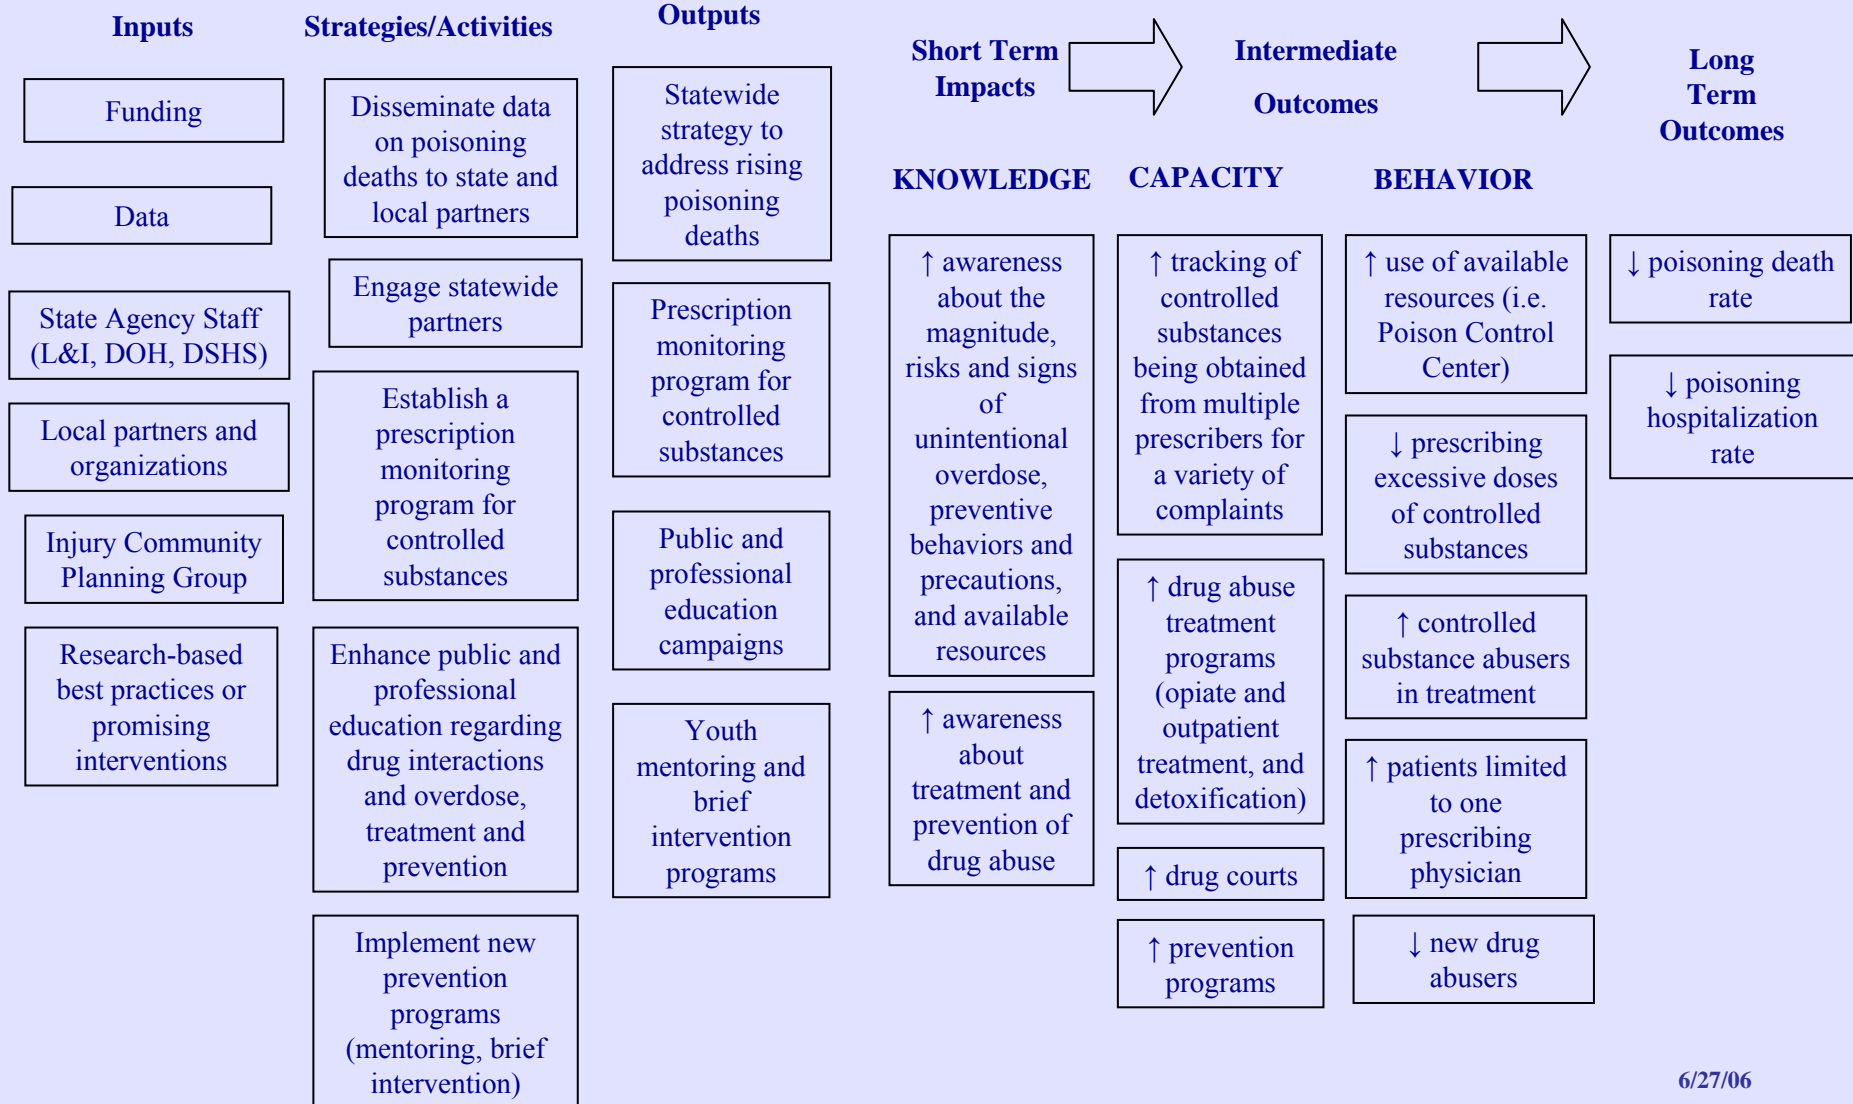 Inputs
Funding
Data
State Agency Staff
(L&I, DOH, DSHS)
Local partners and
organizations
Injury Community
Planning Group
Research-based
best practices or
promising
interventions
Strategies/Activities
Disseminate data
on poisoning
deaths to state and
local partners
Engage statewide
partners
Establish a
prescription
monitoring
program for
controlled
substances
Enhance public and
professional
education regarding
drug interactions
and overdose,
treatment and
prevention
Implement new
prevention
programs
(mentoring, brief
intervention)
Outputs
Statewide
strategy to
address rising
poisoning
deaths
Prescription
monitoring
program for
controlled
substances
Public and
professional
education
campaigns
Youth
mentoring and
brief
intervention
programs
Short Term
Impacts
KNOWLEDGE
↑ awareness
about the
magnitude,
risks and signs
of
unintentional
overdose,
preventive
behaviors and
precautions,
and available
resources
↑ awareness
about
treatment and
prevention of
drug abuse
Intermediate
Outcomes
CAPACITY
↑ tracking of
controlled
substances
being obtained
from multiple
prescribers for
a variety of
complaints
↑ drug abuse
treatment
programs
(opiate and
outpatient
treatment, and
detoxification)
↑ drug courts
↑ prevention
programs
BEHAVIOR
↑ use of available
resources (i.e.
Poison Control
Center)
↓ prescribing
excessive doses
of controlled
substances
↑ controlled
substance abusers
in treatment
↑ patients limited
to one
prescribing
physician
↓ new drug
abusers
Long
Term
Outcomes
↓ poisoning death
rate
↓ poisoning
hospitalization
rate
6/27/06